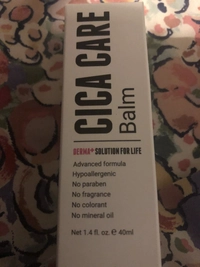 CICA CARE
Balm
DERMA+ SOLUTION FOR LIFE
Advanced formula
Hypoallergenic
No paraben
No fragrance
No colorant
No mineral oil
Net 1.4 fl. oz. ℮ 40ml